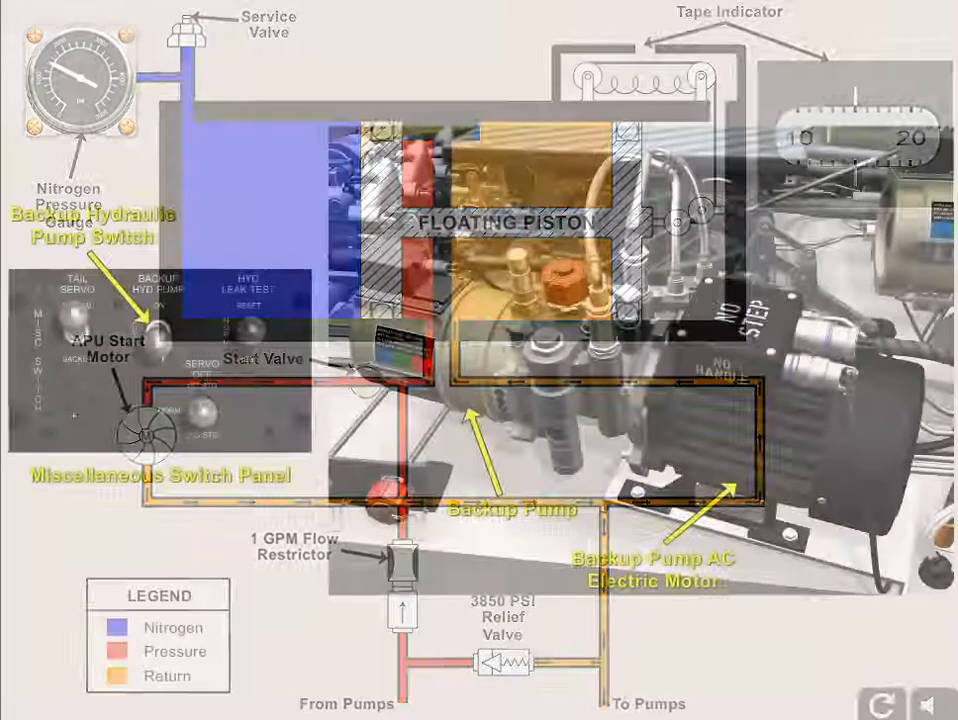 Service
Valve
Tape Indicator
10
20
Nitrogen
Pressure
Gauge
Backup Hydraulic
Pump Switch
FLOATING PISTON
TAIL
SERVO
BACKUP
HYD PUMP
HYD
LEAK TEST
ON
RESET
NO
STEP
MISC SWITCH
APU Start
Motor
Start Valve
SERVO
OFF
NO
HANDLE
NORM
M
Miscellaneous Switch Panel
Backup Pump
1 GPM Flow
Restrictor
Backup Pump AC
Electric Motor
LEGEND
Nitrogen
Pressure
Return
3850 PSI
Relief
Valve
From Pumps
To Pumps